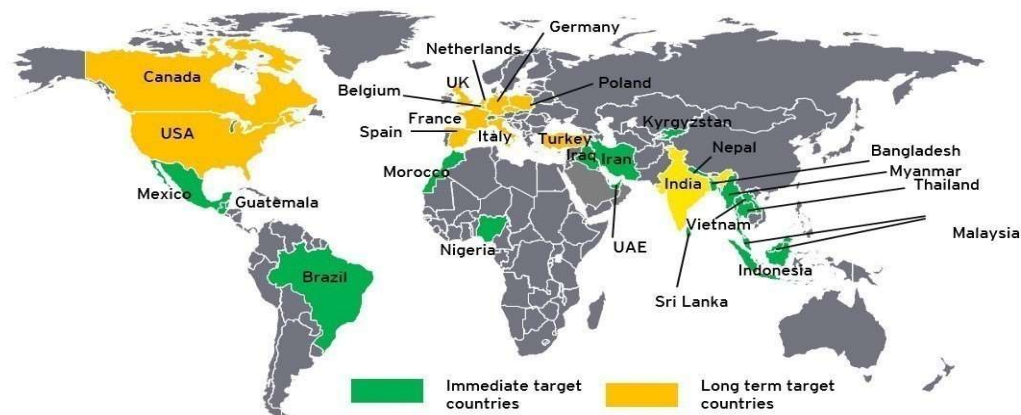 Germany
Netherlands
UK
Poland
Belgium
Canada
France
Kyrgyzstan
USA
Spain
Italy
Turkey
Iraq
Iran
Nepal
Bangladesh
Morocco
India
Myanmar
Mexico
Thailand
Guatemala
Vietnam
Nigeria
UAE
Malaysia
Brazil
Indonesia
Sri Lanka
Immediate target
countries
Long term target
countries